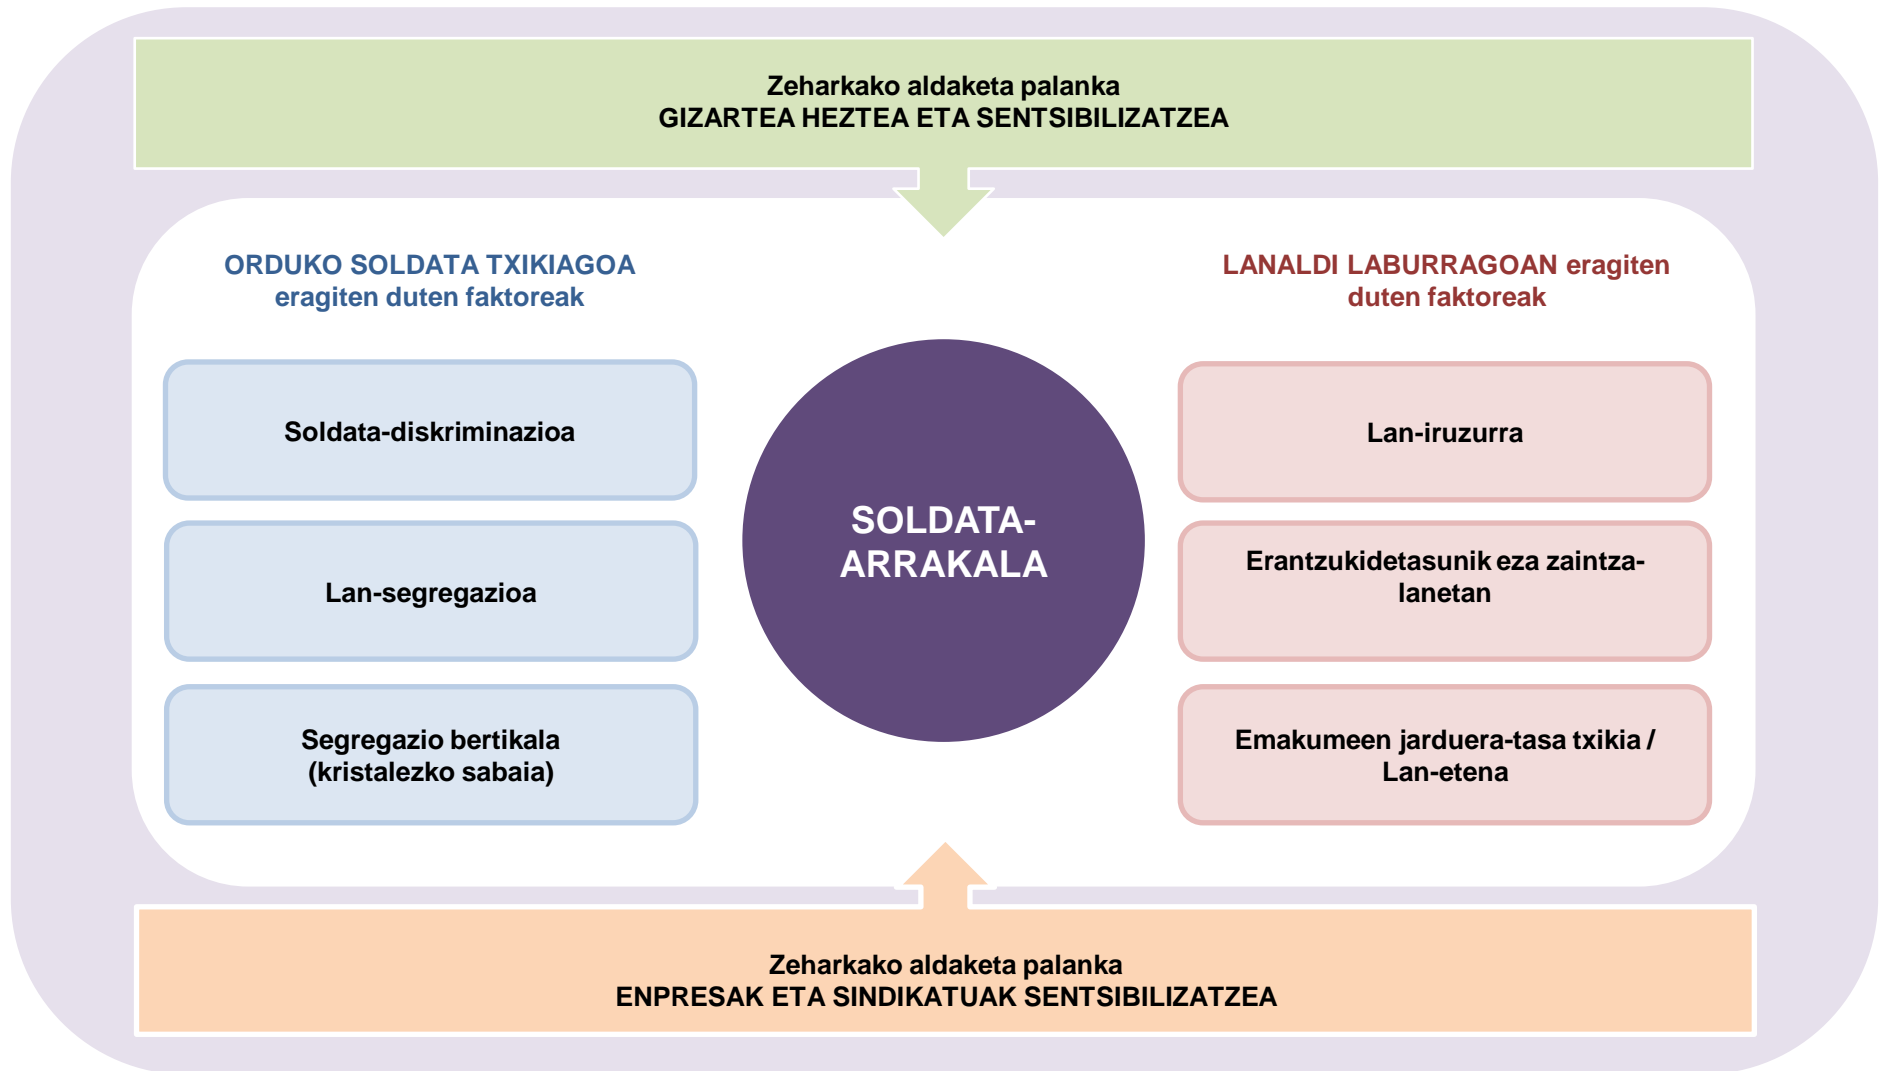 Zeharkako aldaketa palanka
GIZARTEA HEZTEA ETA SENTSIBILIZATZEA
ORDUKO SOLDATA TXIKIAGOA
eragiten duten faktoreak
Soldata-diskriminazioa
Lan-segregazioa
Segregazio bertikala
(kristalezko sabaia)
SOLDATA-
ARRAKALA
LANALDI LABURRAGOAN eragiten
duten faktoreak
Lan-iruzurra
Erantzukidetasunik eza zaintza-
lanetan
Emakumeen jarduera-tasa txikia /
Lan-etena
Zeharkako aldaketa palanka
ENPRESAK ETA SINDIKATUAK SENTSIBILIZATZEA